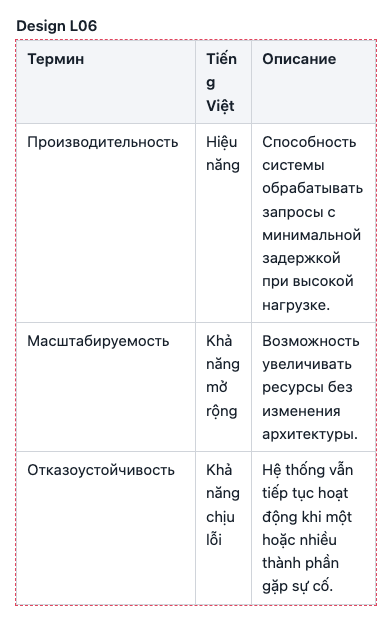 Design L06
Термин
Tiến
g
Việt
Описание
Производительность
Hiệu
năng
Способность
системы
обрабатывать
запросы с
минимальной
задержкой
при высокой
нагрузке.
Масштабируемость
Khả
năng
mở
rộng
Возможность
увеличивать
ресурсы без
изменения
архитектуры.
Отказоустойчивость
Khả
năng
chịu
lỗi
Hệ thống vẫn
tiếp tục hoạt
động khi một
hoặc nhiều
thành phần
gặp sự cố.